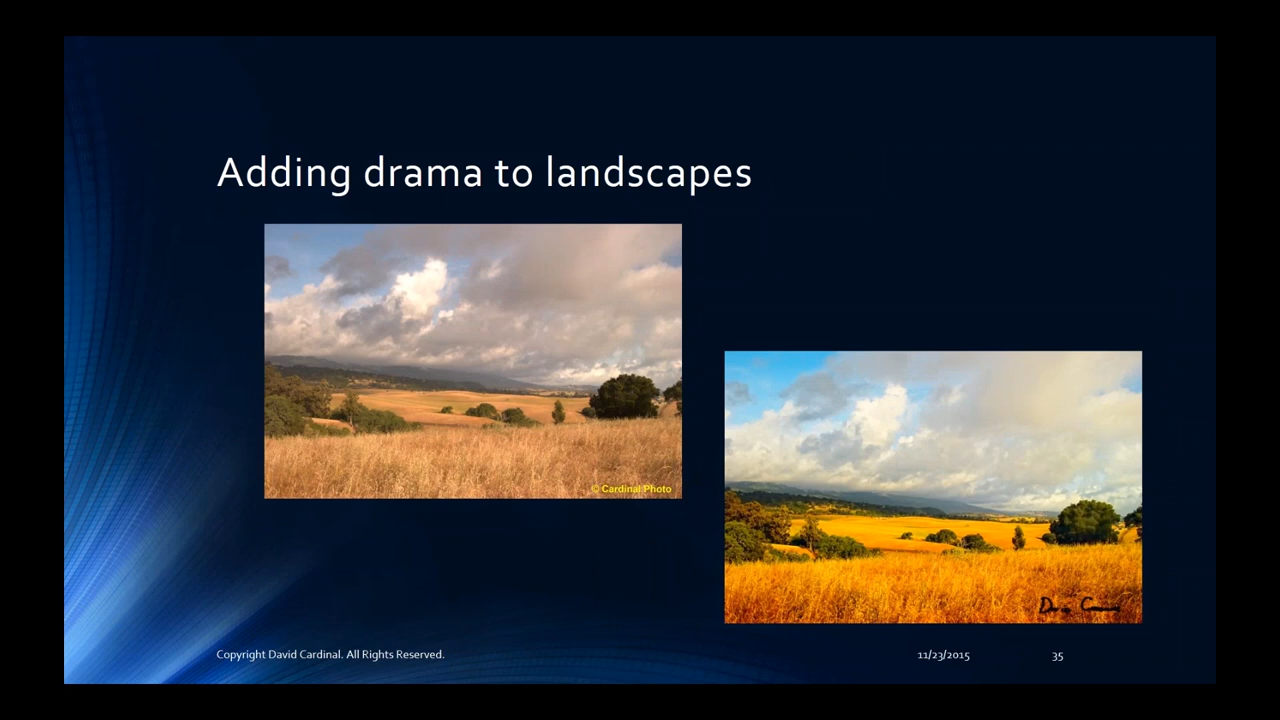 Adding drama to landscapes
© Cardinal Photo
Copyright David Cardinal. All Rights Reserved.
11/23/2015
35